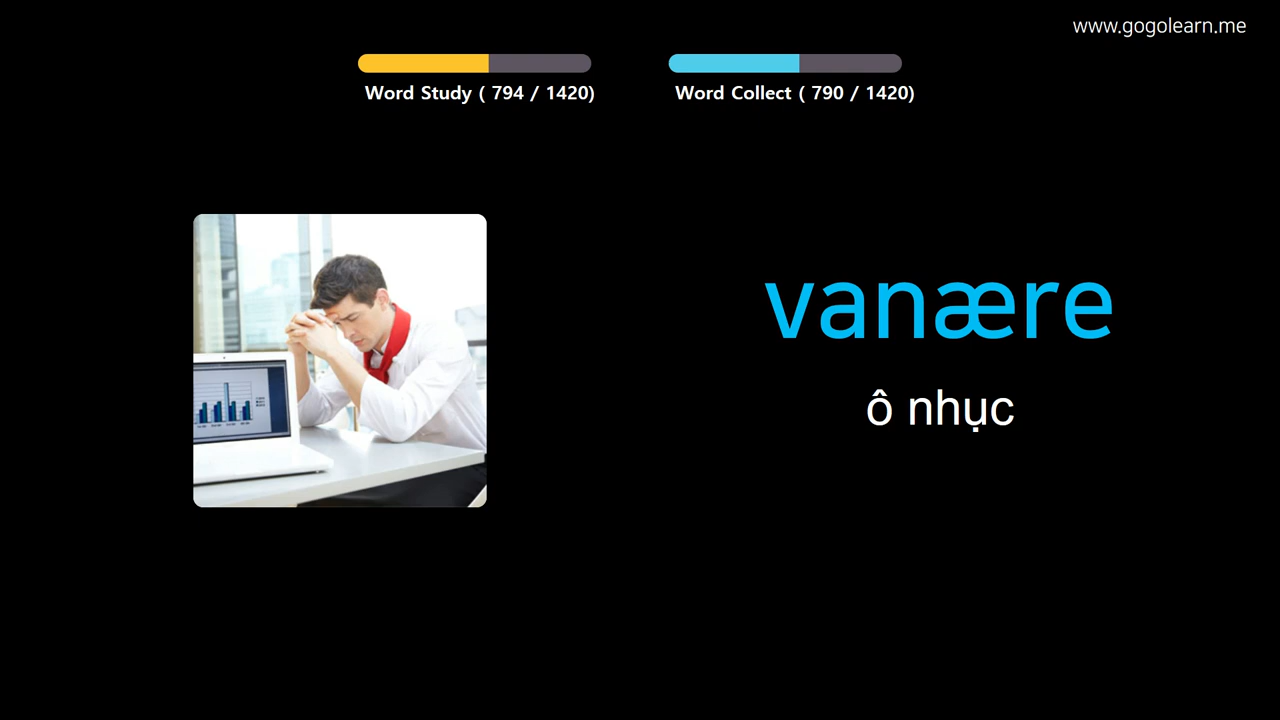 www.gogolearn.me
Word Study ( 794 / 1420)
Word Collect ( 790 / 1420)
vanære
ô nhục